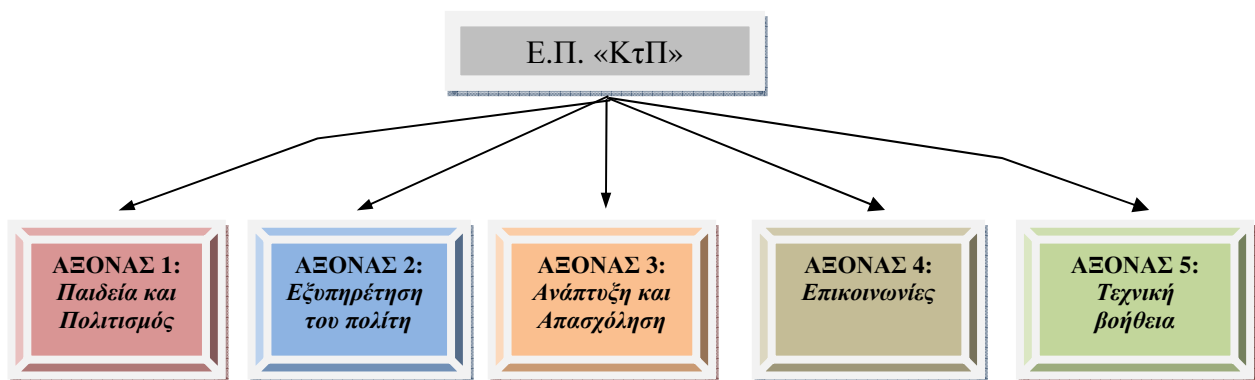 Ε.Π. «ΚτΠ»
ΑΞΟΝΑΣ 1:
Παιδεία και
Πολιτισμός
ΑΞΟΝΑΣ 2:
Εξυπηρέτηση
του πολίτη
ΑΞΟΝΑΣ 3:
Ανάπτυξη και
Απασχόληση
ΑΞΟΝΑΣ 4:
Επικοινωνίες
ΑΞΟΝΑΣ 5:
Τεχνική
βοήθεια